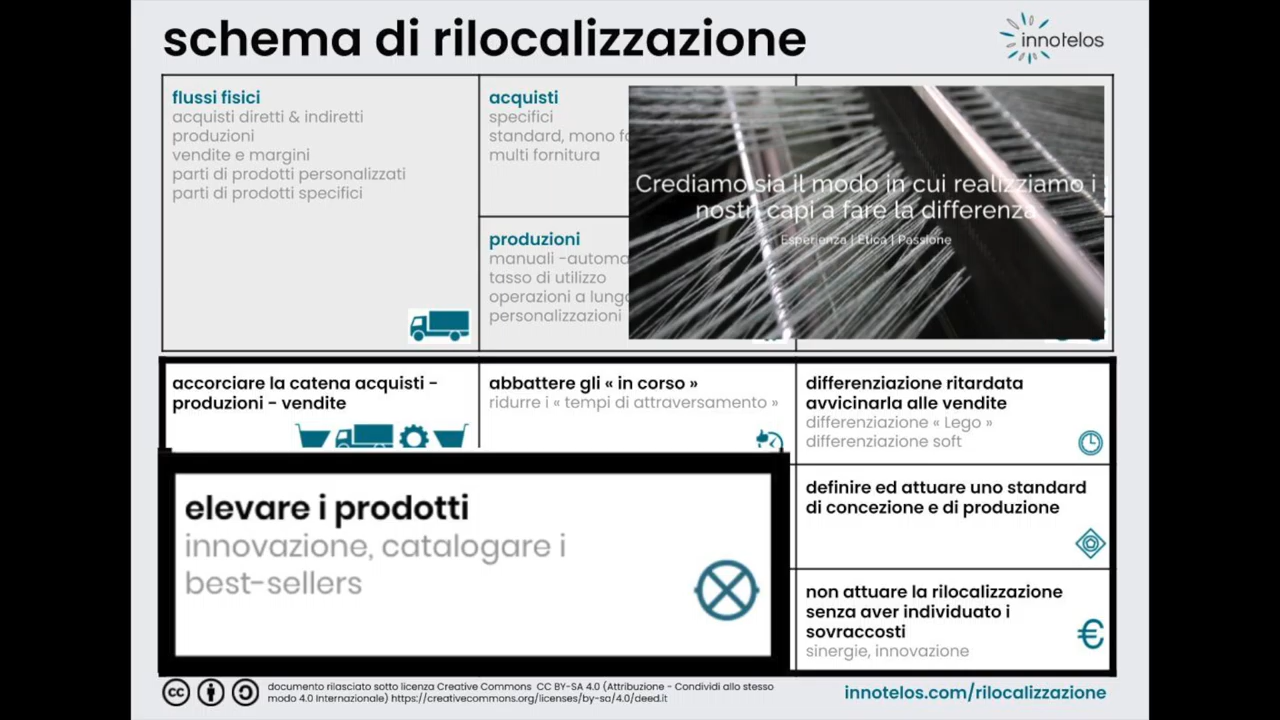 schema di rilocalizzazione
innotelos
flussi fisici
acquisti diretti & indiretti
produzioni
vendite e margini
parti di prodotti personalizzati
parti di prodotti specifici
acquisti
specifici
standard, mono
multi fornitura
produzioni
tasso di utilizzo
operazioni a
personalizzazioni
Crediamo sia il modo in cui realizziamo i
nostri capi a fare la differenza
Esperienza | Etica | Passione
accorciare la catena acquisti -
produzioni - vendite
abbattere gli « in corso »
ridurre i « tempi di attraversamento »
differenziazione ritardata
avvicinarla alle vendite
differenziazione « Lego »
differenziazione soft
elevare i prodotti
innovazione, catalogare i
best-sellers
definire ed attuare uno standard
di concezione e di produzione
non attuare la rilocalizzazione
senza aver individuato i
sovraccosti
sinergie, innovazione
documento rilasciato sotto licenza Creative Commons CC BY-SA 4.0 (Attribuzione - Condividi allo stesso
modo 4.0 Internazionale) https://creativecommons.org/licenses/by-sa/4.0/deed.it
innotelos.com/rilocalizzazione